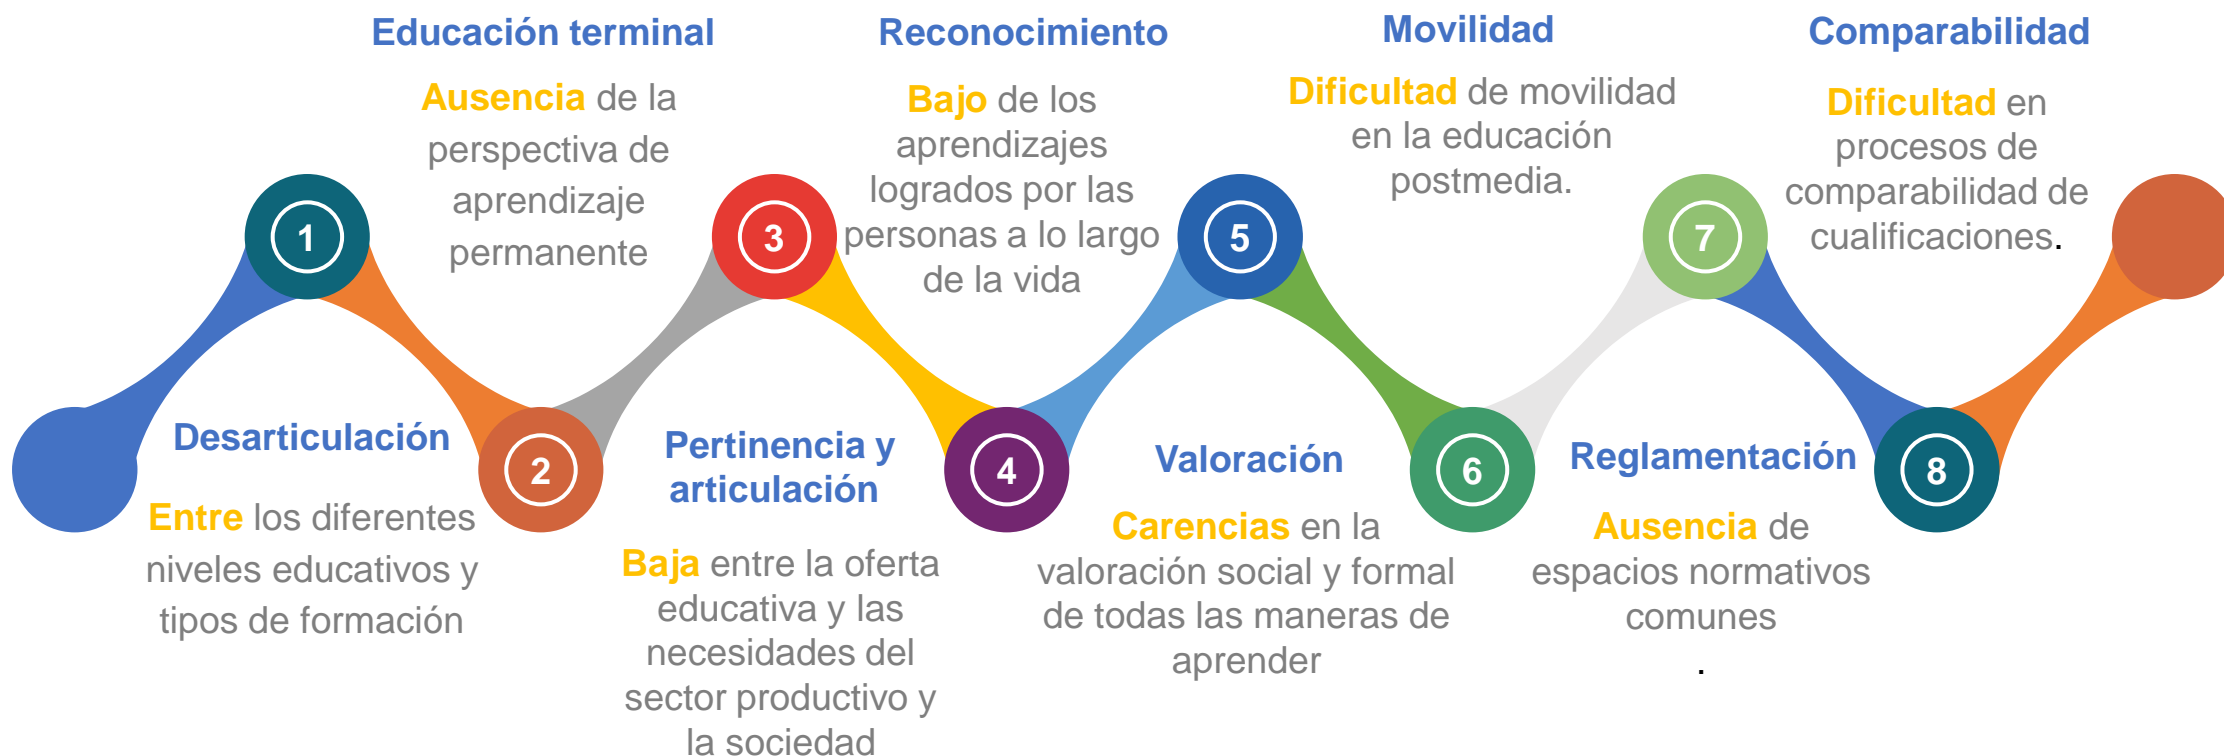 1
Desarticulación
Entre los diferentes
niveles educativos y
tipos de formación
2
Educación terminal
Ausencia de la
perspectiva de
aprendizaje
permanente
3
Pertinencia y
articulación
Baja entre la oferta
educativa y las
necesidades del
sector productivo y
la sociedad
4
Reconocimiento
Bajo de los
aprendizajes
logrados por las
personas a lo largo
de la vida
5
Valoración
Carencias en la
valoración social y formal
de todas las maneras de
aprender
6
Movilidad
Dificultad de movilidad
en la educación
postmedia.
7
Reglamentación
Ausencia de
espacios normativos
comunes
.
8
Comparabilidad
Dificultad en
procesos de
comparabilidad de
cualificaciones.